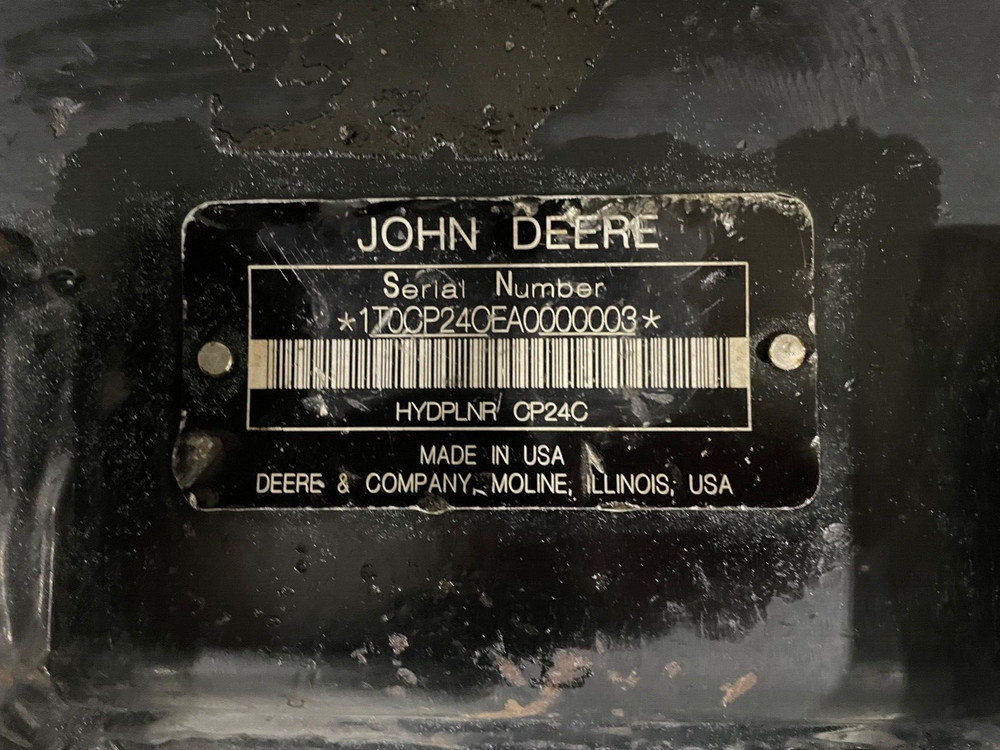 JOHN DEERE
Serial Number
*1T0CP24CEA0000003*
HYDPLNR CP24C
MADE IN USA
DEERE & COMPANY, MOLINE, ILLINOIS, USA